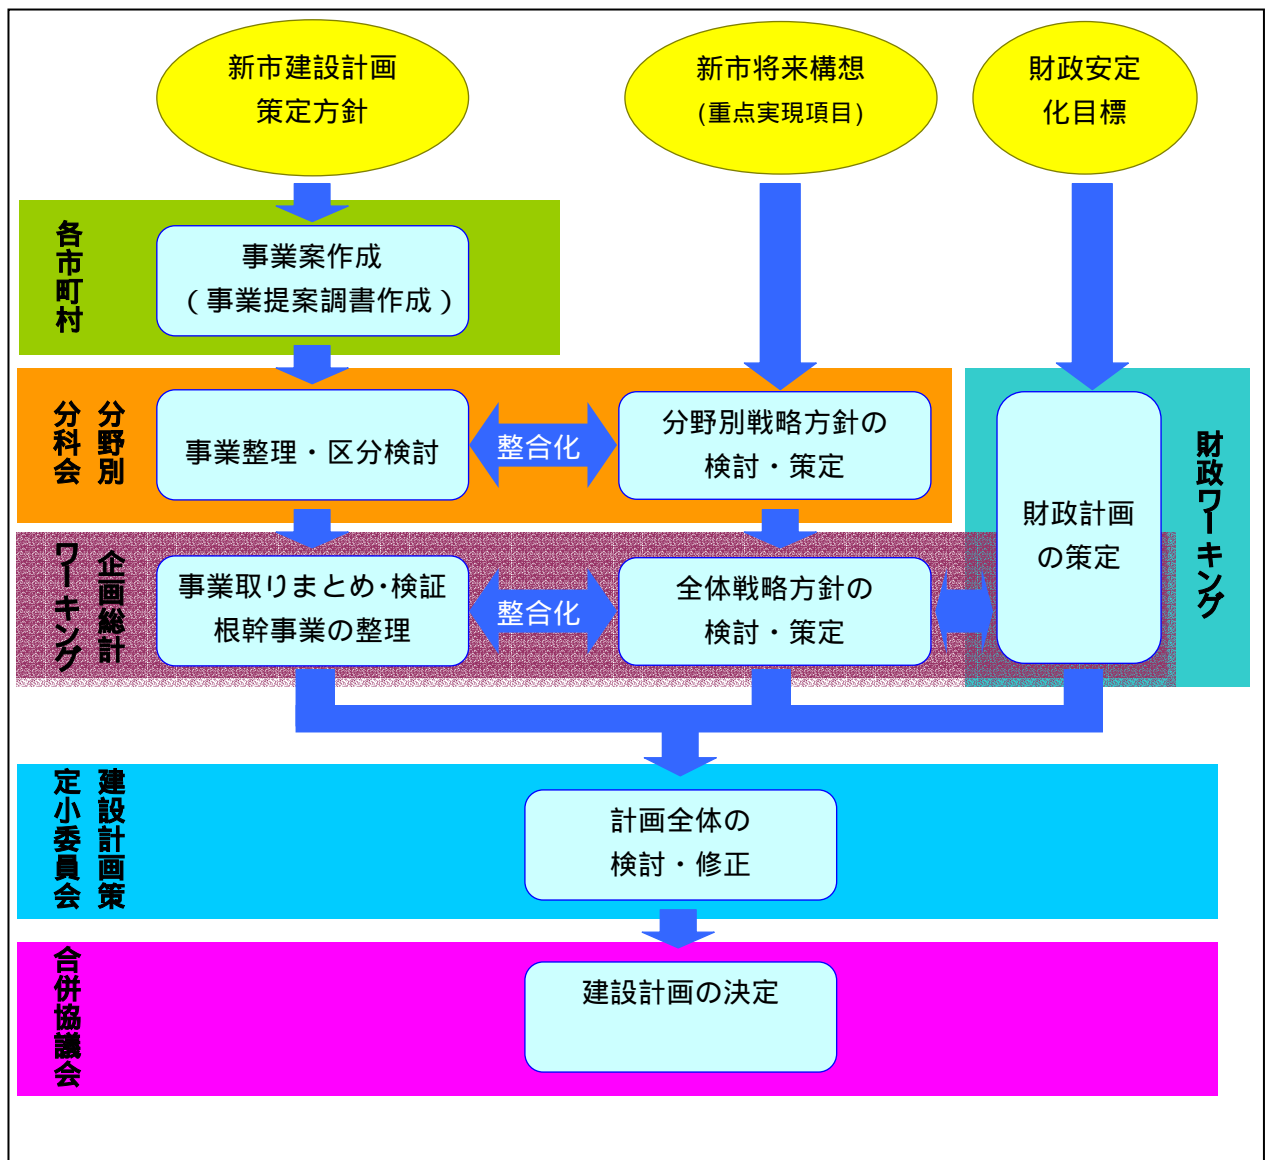 新市建設計画
策定方針
新市将来構想
(重点実現項目)
財政安定
化目標
各市町村
事業案作成
（事業提案調書作成）
分野別
分科会
事業整理・区分検討
整合化
分野別戦略方針の
検討・策定
財政計画
の策定
財政ワーキング
企画総計
ワーキング
事業取りまとめ・検証
根幹事業の整理
整合化
全体戦略方針の
検討・策定
建設計画策
定小委員会
計画全体の
検討・修正
合併協議会
建設計画の決定